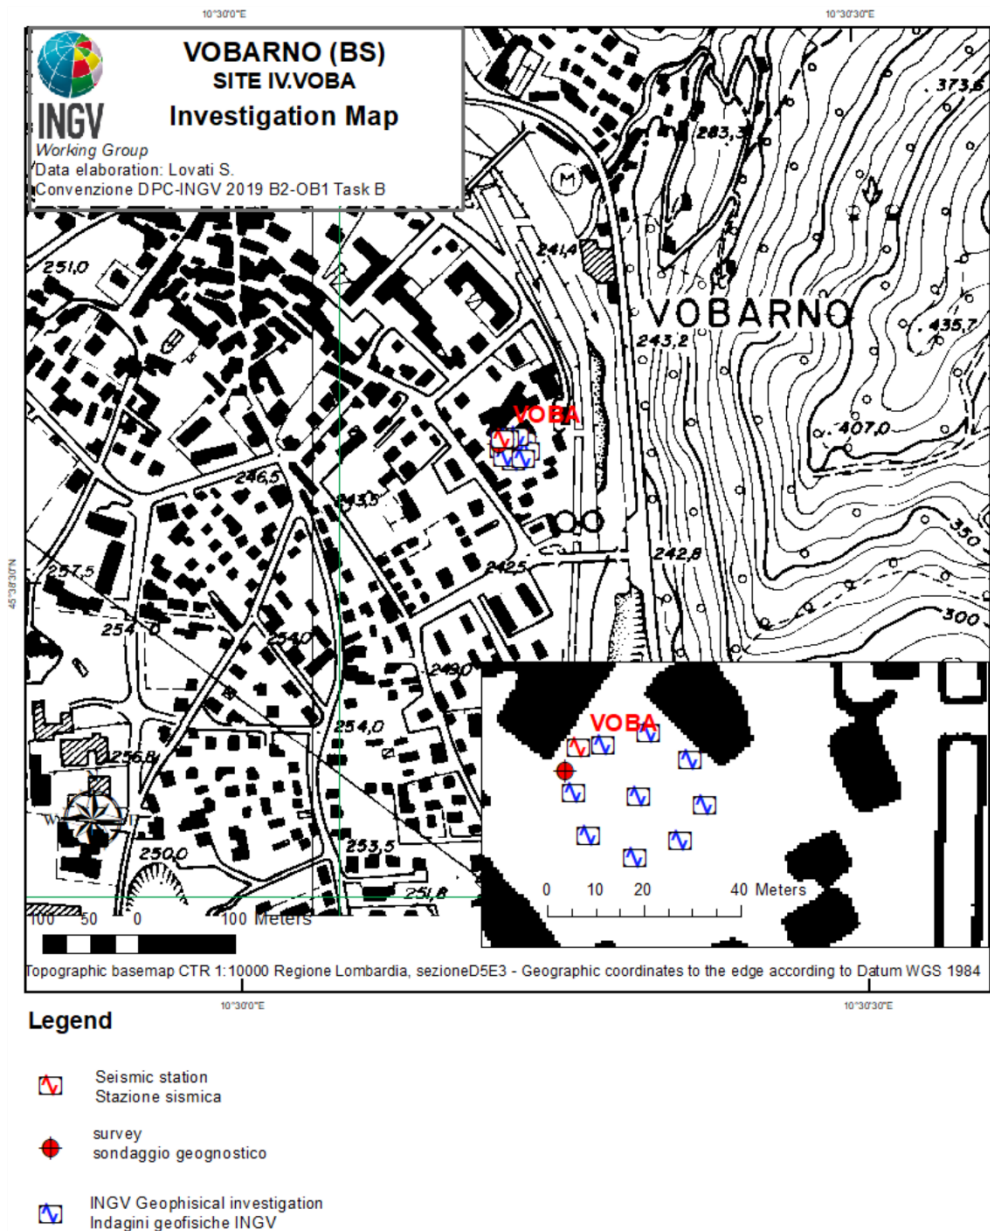 10°30'0"E
10°30'30"E
VOBARNO (BS)
SITE IV.VOBA
Investigation Map
INGV
Working Group
Data elaboration: Lovati S.
Convenzione DPC-INGV 2019 B2-OB1 Task B
373,6
283,3
M
241,4
251,0
VOBARNO
243,2
435,7
VOBA
407,0
246,5
243,5
350
242,8
242,5
45°38'0"N
257,5
300
254,0
249,0
254,0
256,8
VOBA
W
253,5
250,0
251,8
0 10 20 40 Meters
100 50 0 100 Meters
Topographic basemap CTR 1:10000 Regione Lombardia, sezioneD5E3 - Geographic coordinates to the edge according to Datum WGS 1984
10°30'0"E
10°30'30"E
Legend
Seismic station
Stazione sismica
survey
sondaggio geognostico
INGV Geophisical investigation
Indagini geofisiche INGV